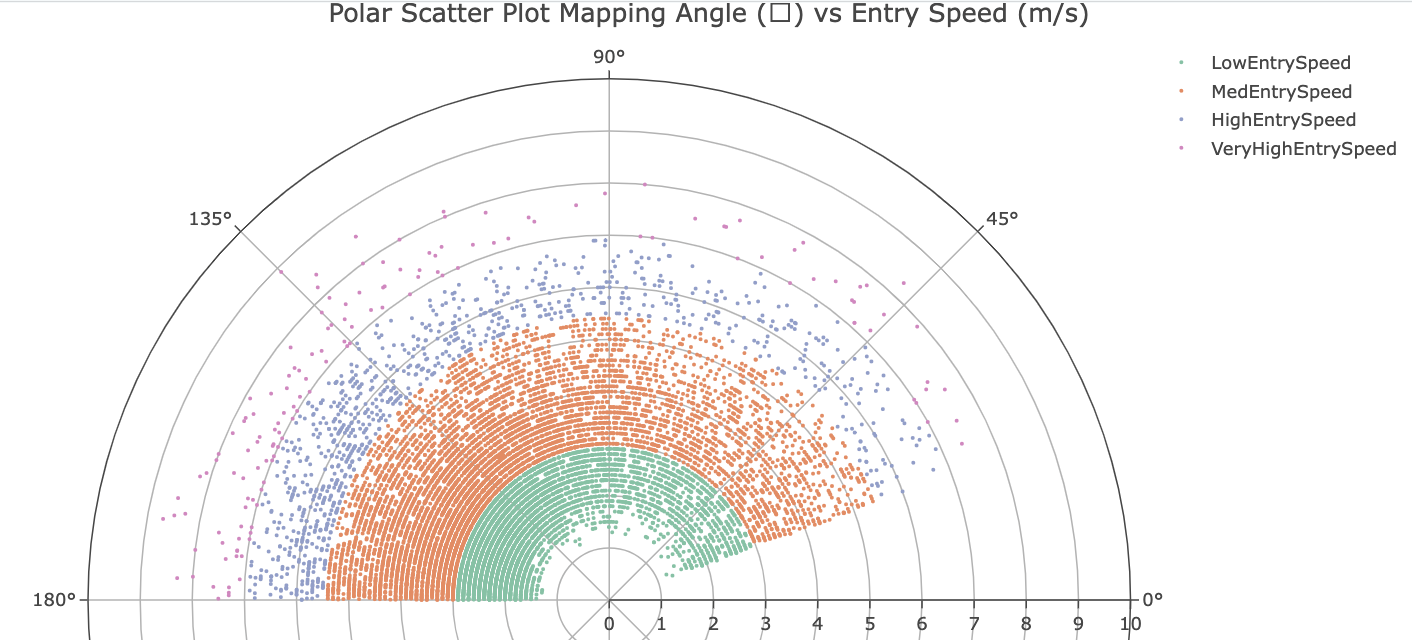 Polar Scatter Plot Mapping Angle (□) vs Entry Speed (m/s)
90°
LowEntrySpeed
MedEntrySpeed
HighEntrySpeed
VeryHighEntrySpeed
135°
45°
180°
0°
0 1 2 3 4 5 6 7 8 9 10